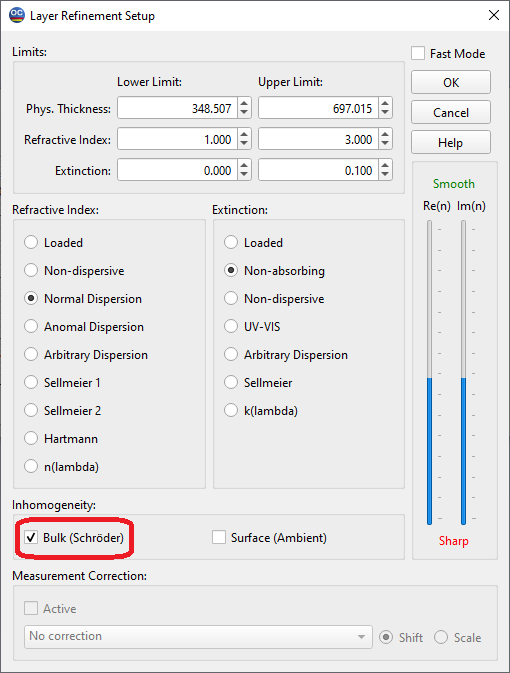 OC Layer Refinement Setup
Limits:
Fast Mode
Lower Limit: Upper Limit:
OK
Phys. Thickness: 348.507 697.015
Cancel
Refractive Index: 1.000 3.000
Help
Extinction: 0.000 0.100
Smooth
Re(n) Im(n)
Sharp
Refractive Index:
Loaded
Non-dispersive
Normal Dispersion
Anomal Dispersion
Arbitrary Dispersion
Sellmeier 1
Sellmeier 2
Hartmann
n(lambda)
Extinction:
Loaded
Non-absorbing
Non-dispersive
UV-VIS
Arbitrary Dispersion
Sellmeier
k(lambda)
Inhomogeneity:
Bulk (Schröder) Surface (Ambient)
Measurement Correction:
Active
No correction Shift Scale